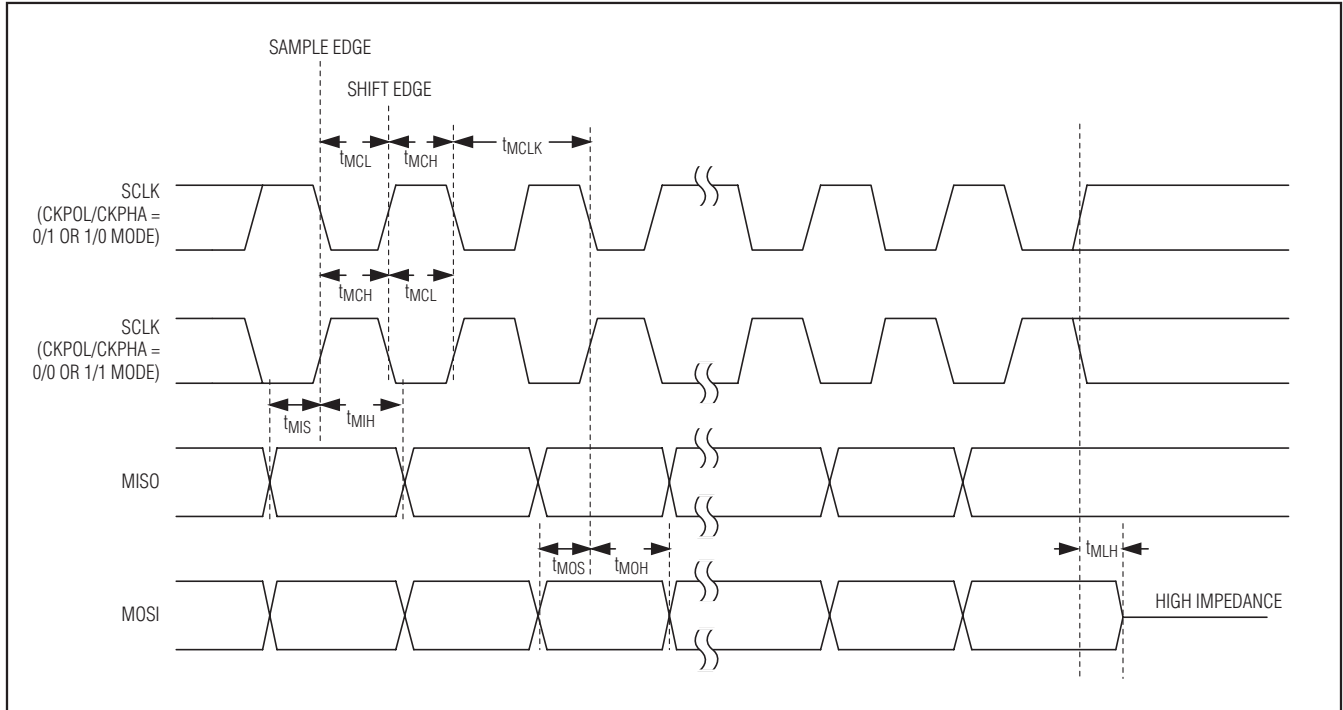 SAMPLE EDGE
SHIFT EDGE
tMCL
tMCH
tMCLK
SCLK
(CKPOL/CKPHA =
0/1 OR 1/0 MODE)
tMCH
tMCL
SCLK
(CKPOL/CKPHA =
0/0 OR 1/1 MODE)
tMIS
tMIH
MISO
tMOS
tMOH
tMLH
MOSI
HIGH IMPEDANCE